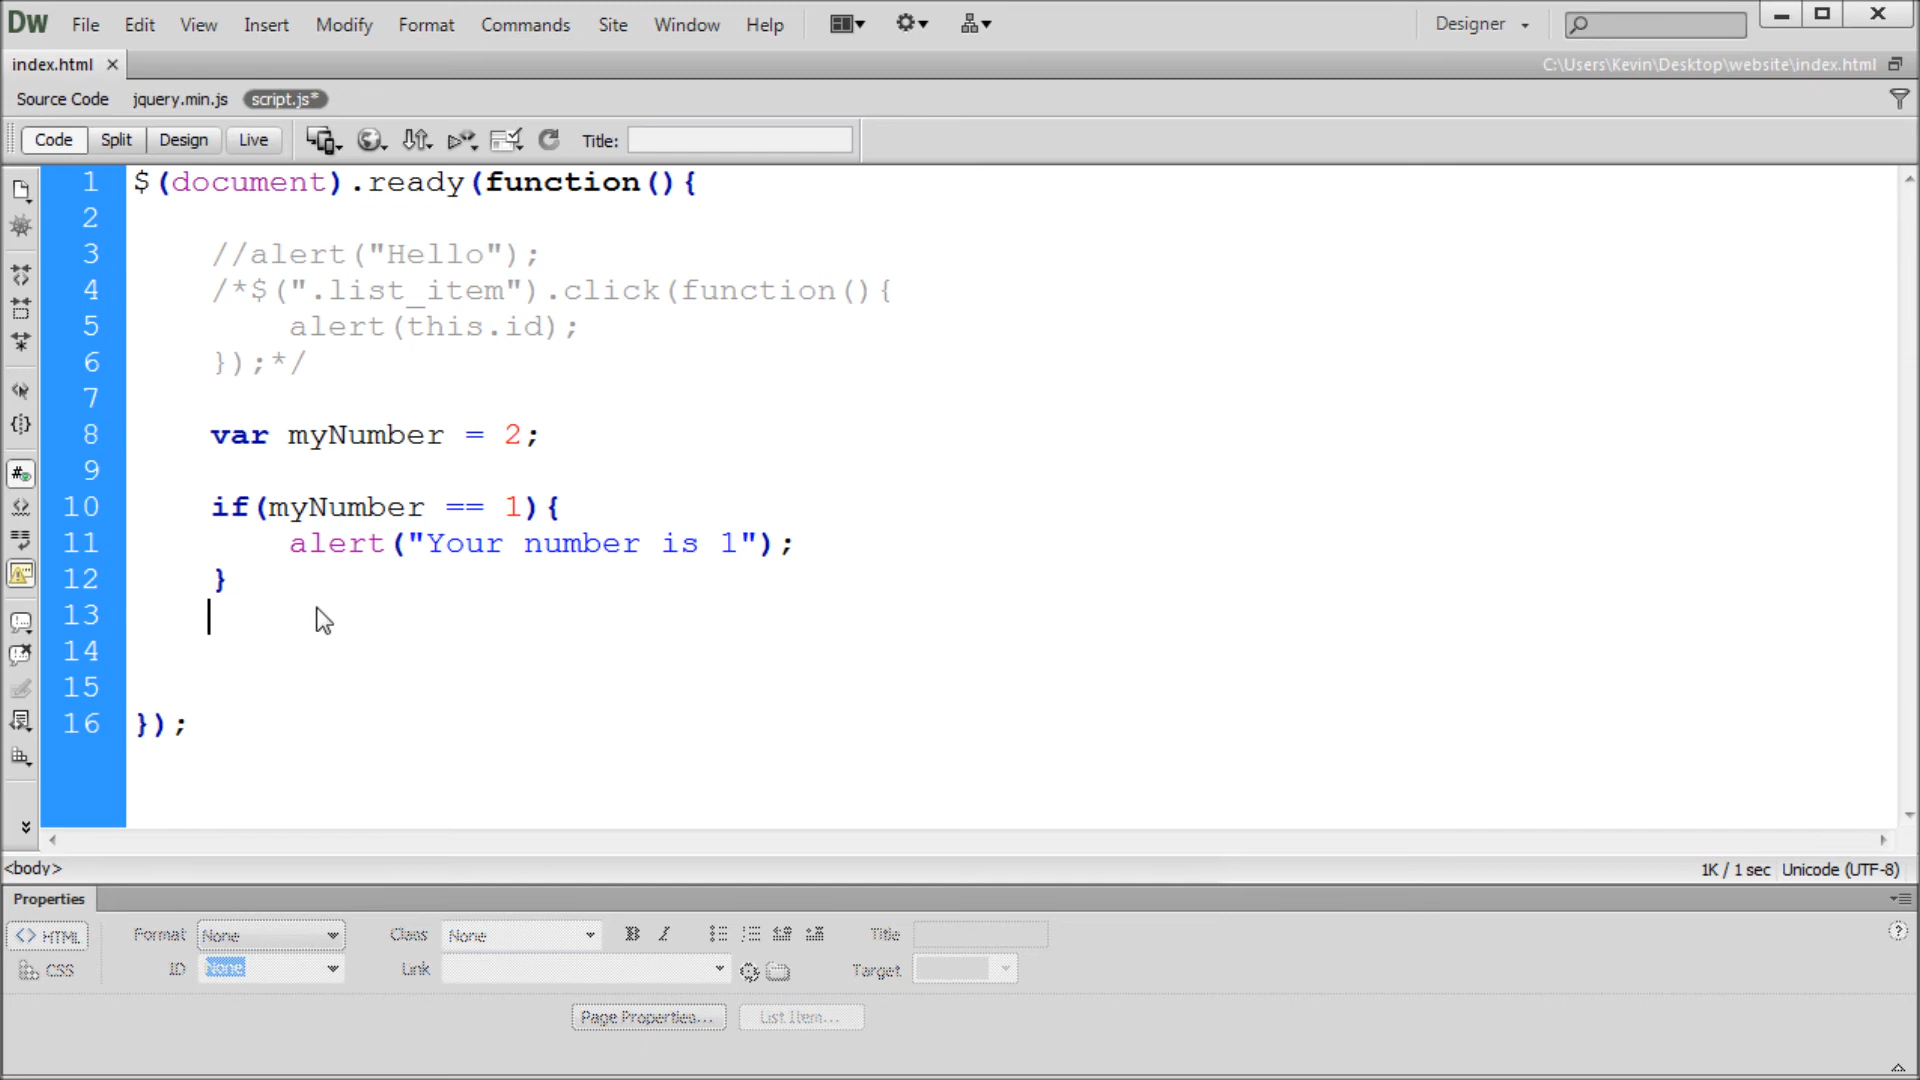 DW File Edit View Insert Modify Format Commands Site Window Help Designer
index.html C:\Users\Kevin\Desktop\website\index.html
Source Code jquery.min.js script.js*
Code Split Design Live Title:
1 $(document).ready(function(){
2
3 //alert("Hello");
4 /*$(".list_item").click(function(){
5 alert(this.id);
6 });*/
7
8 var myNumber = 2;
9
10 if(myNumber == 1){
11 alert("Your number is 1");
12 }
13
14
15
16 });
<body> 1K / 1 sec Unicode (UTF-8)
Properties
<> HTML Format None Class None B I Title
CSS ID None Link Target
Page Properties... List Item...